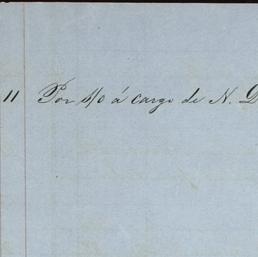 11 Por s/o á cargo de N. D